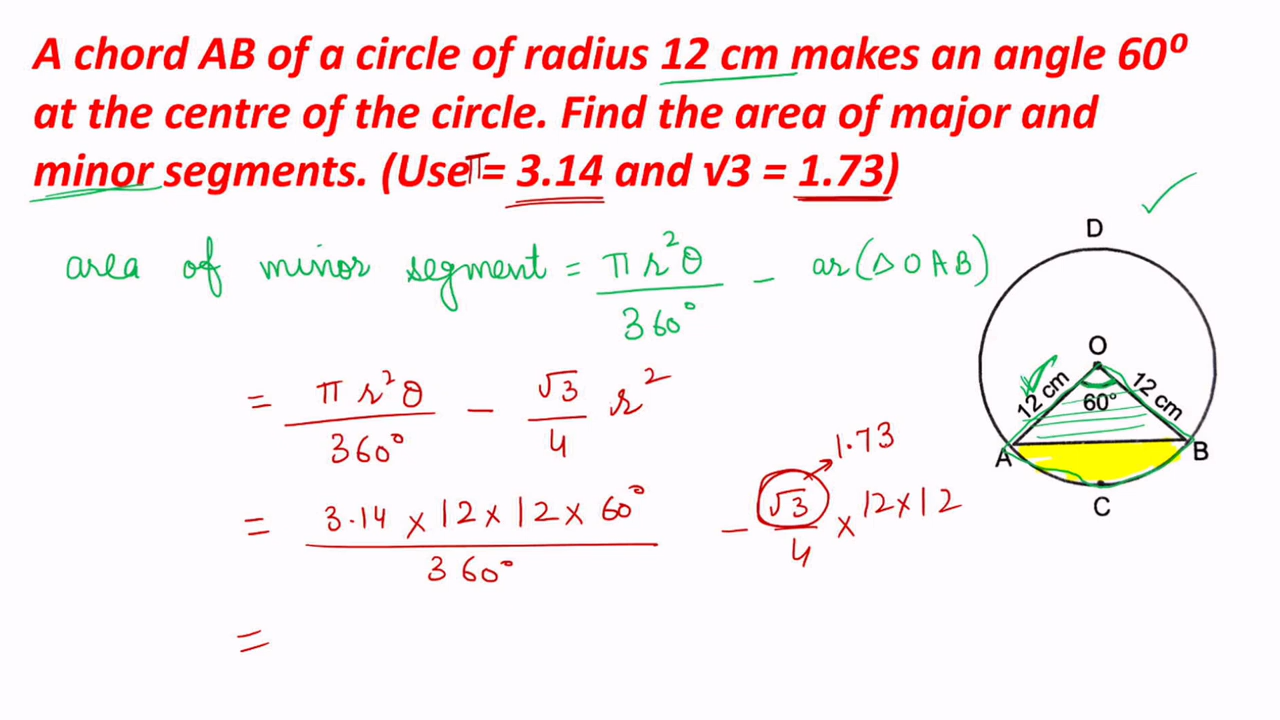 A chord AB of a circle of radius 12 cm makes an angle 60⁰
at the centre of the circle. Find the area of major and
minor segments. (Use π = 3.14 and √3 = 1.73)
area of minor segment = πr²θ / 360° - ar(△OAB)
= πr²θ / 360° - √3 / 4 r²
= 3.14 × 12 × 12 × 60° / 360° - √3 / 4 × 12×12
1.73
=
D
O
12 cm
12 cm
60°
A
B
C